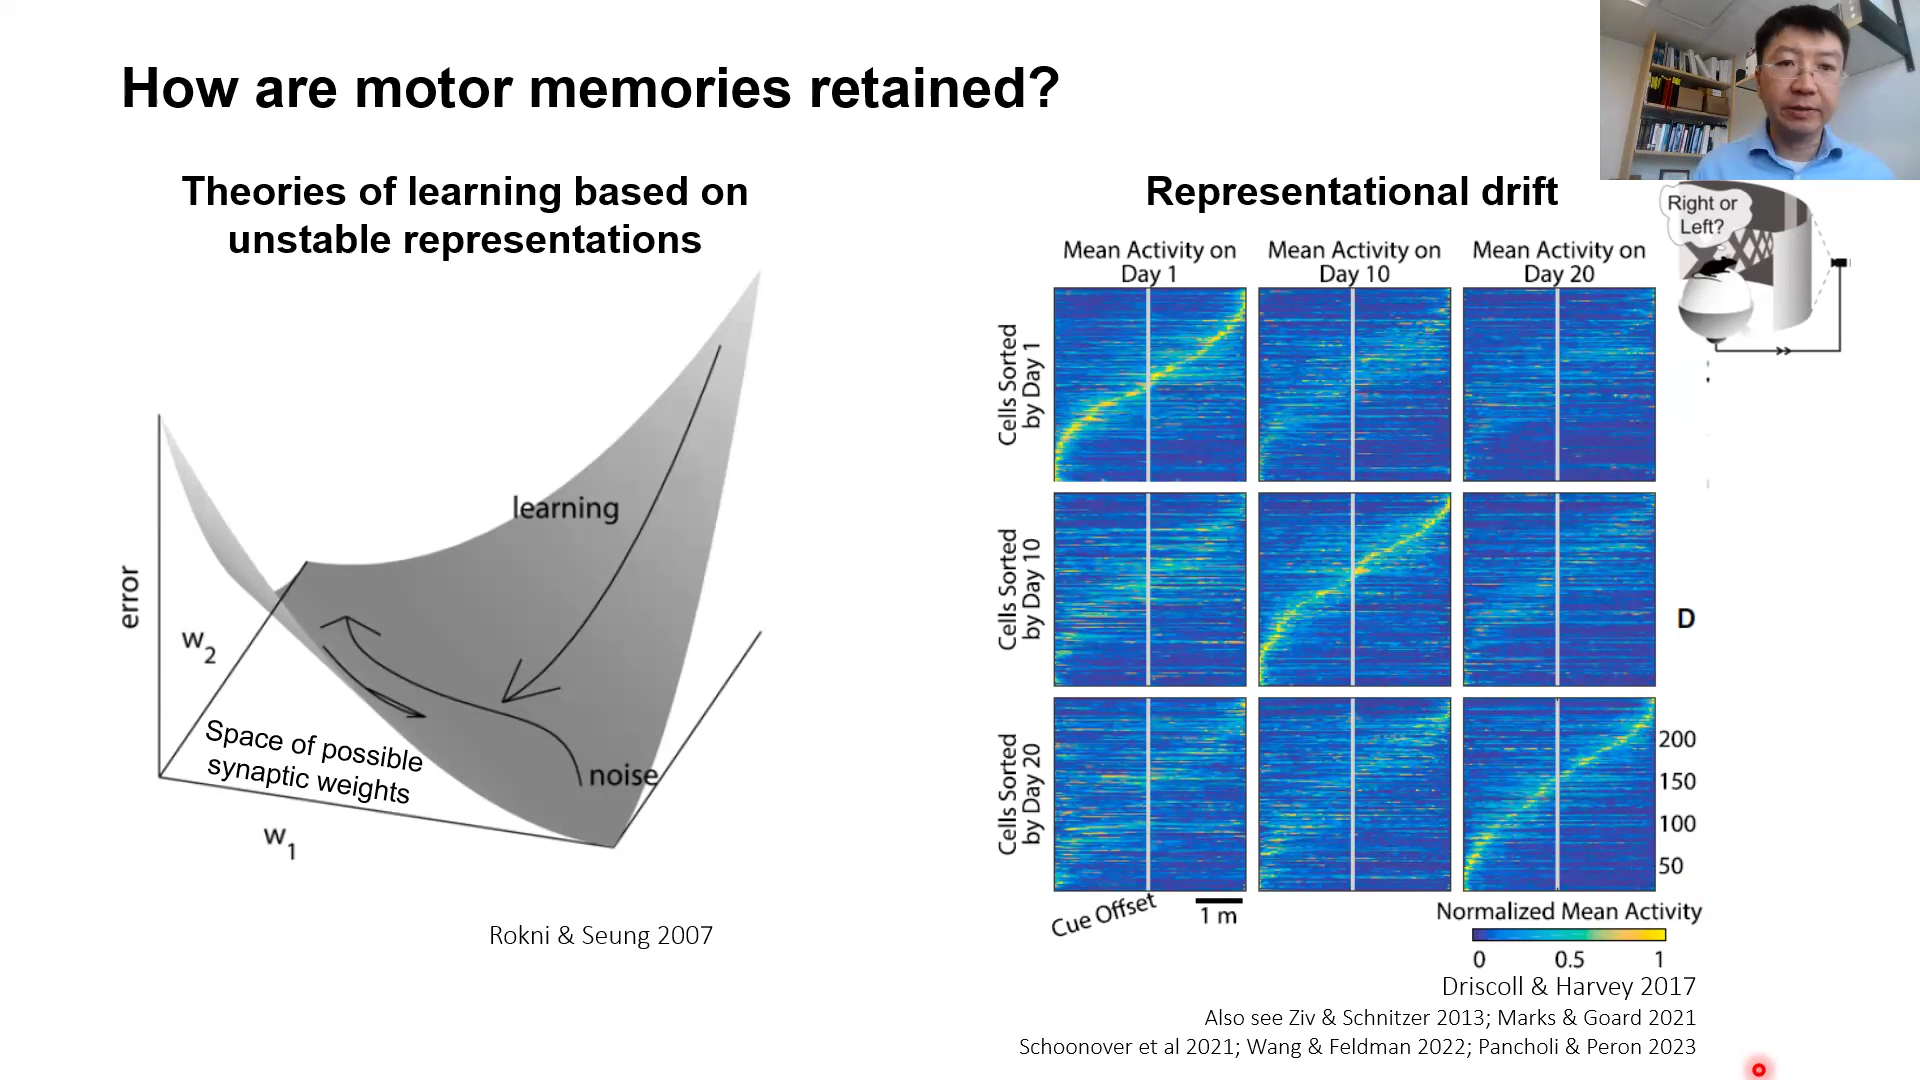 How are motor memories retained?
Theories of learning based on
unstable representations
error
learning
w2
Space of possible
synaptic weights
noise
w1
Rokni & Seung 2007
Representational drift
Right or
Left?
Mean Activity on
Day 1
Mean Activity on
Day 10
Mean Activity on
Day 20
Cells Sorted
by Day 1
Cells Sorted
by Day 10
D
Cells Sorted
by Day 20
200
150
100
50
Cue Offset
1 m
Normalized Mean Activity
0 0.5 1
Driscoll & Harvey 2017
Also see Ziv & Schnitzer 2013; Marks & Goard 2021
Schoonover et al 2021; Wang & Feldman 2022; Pancholi & Peron 2023